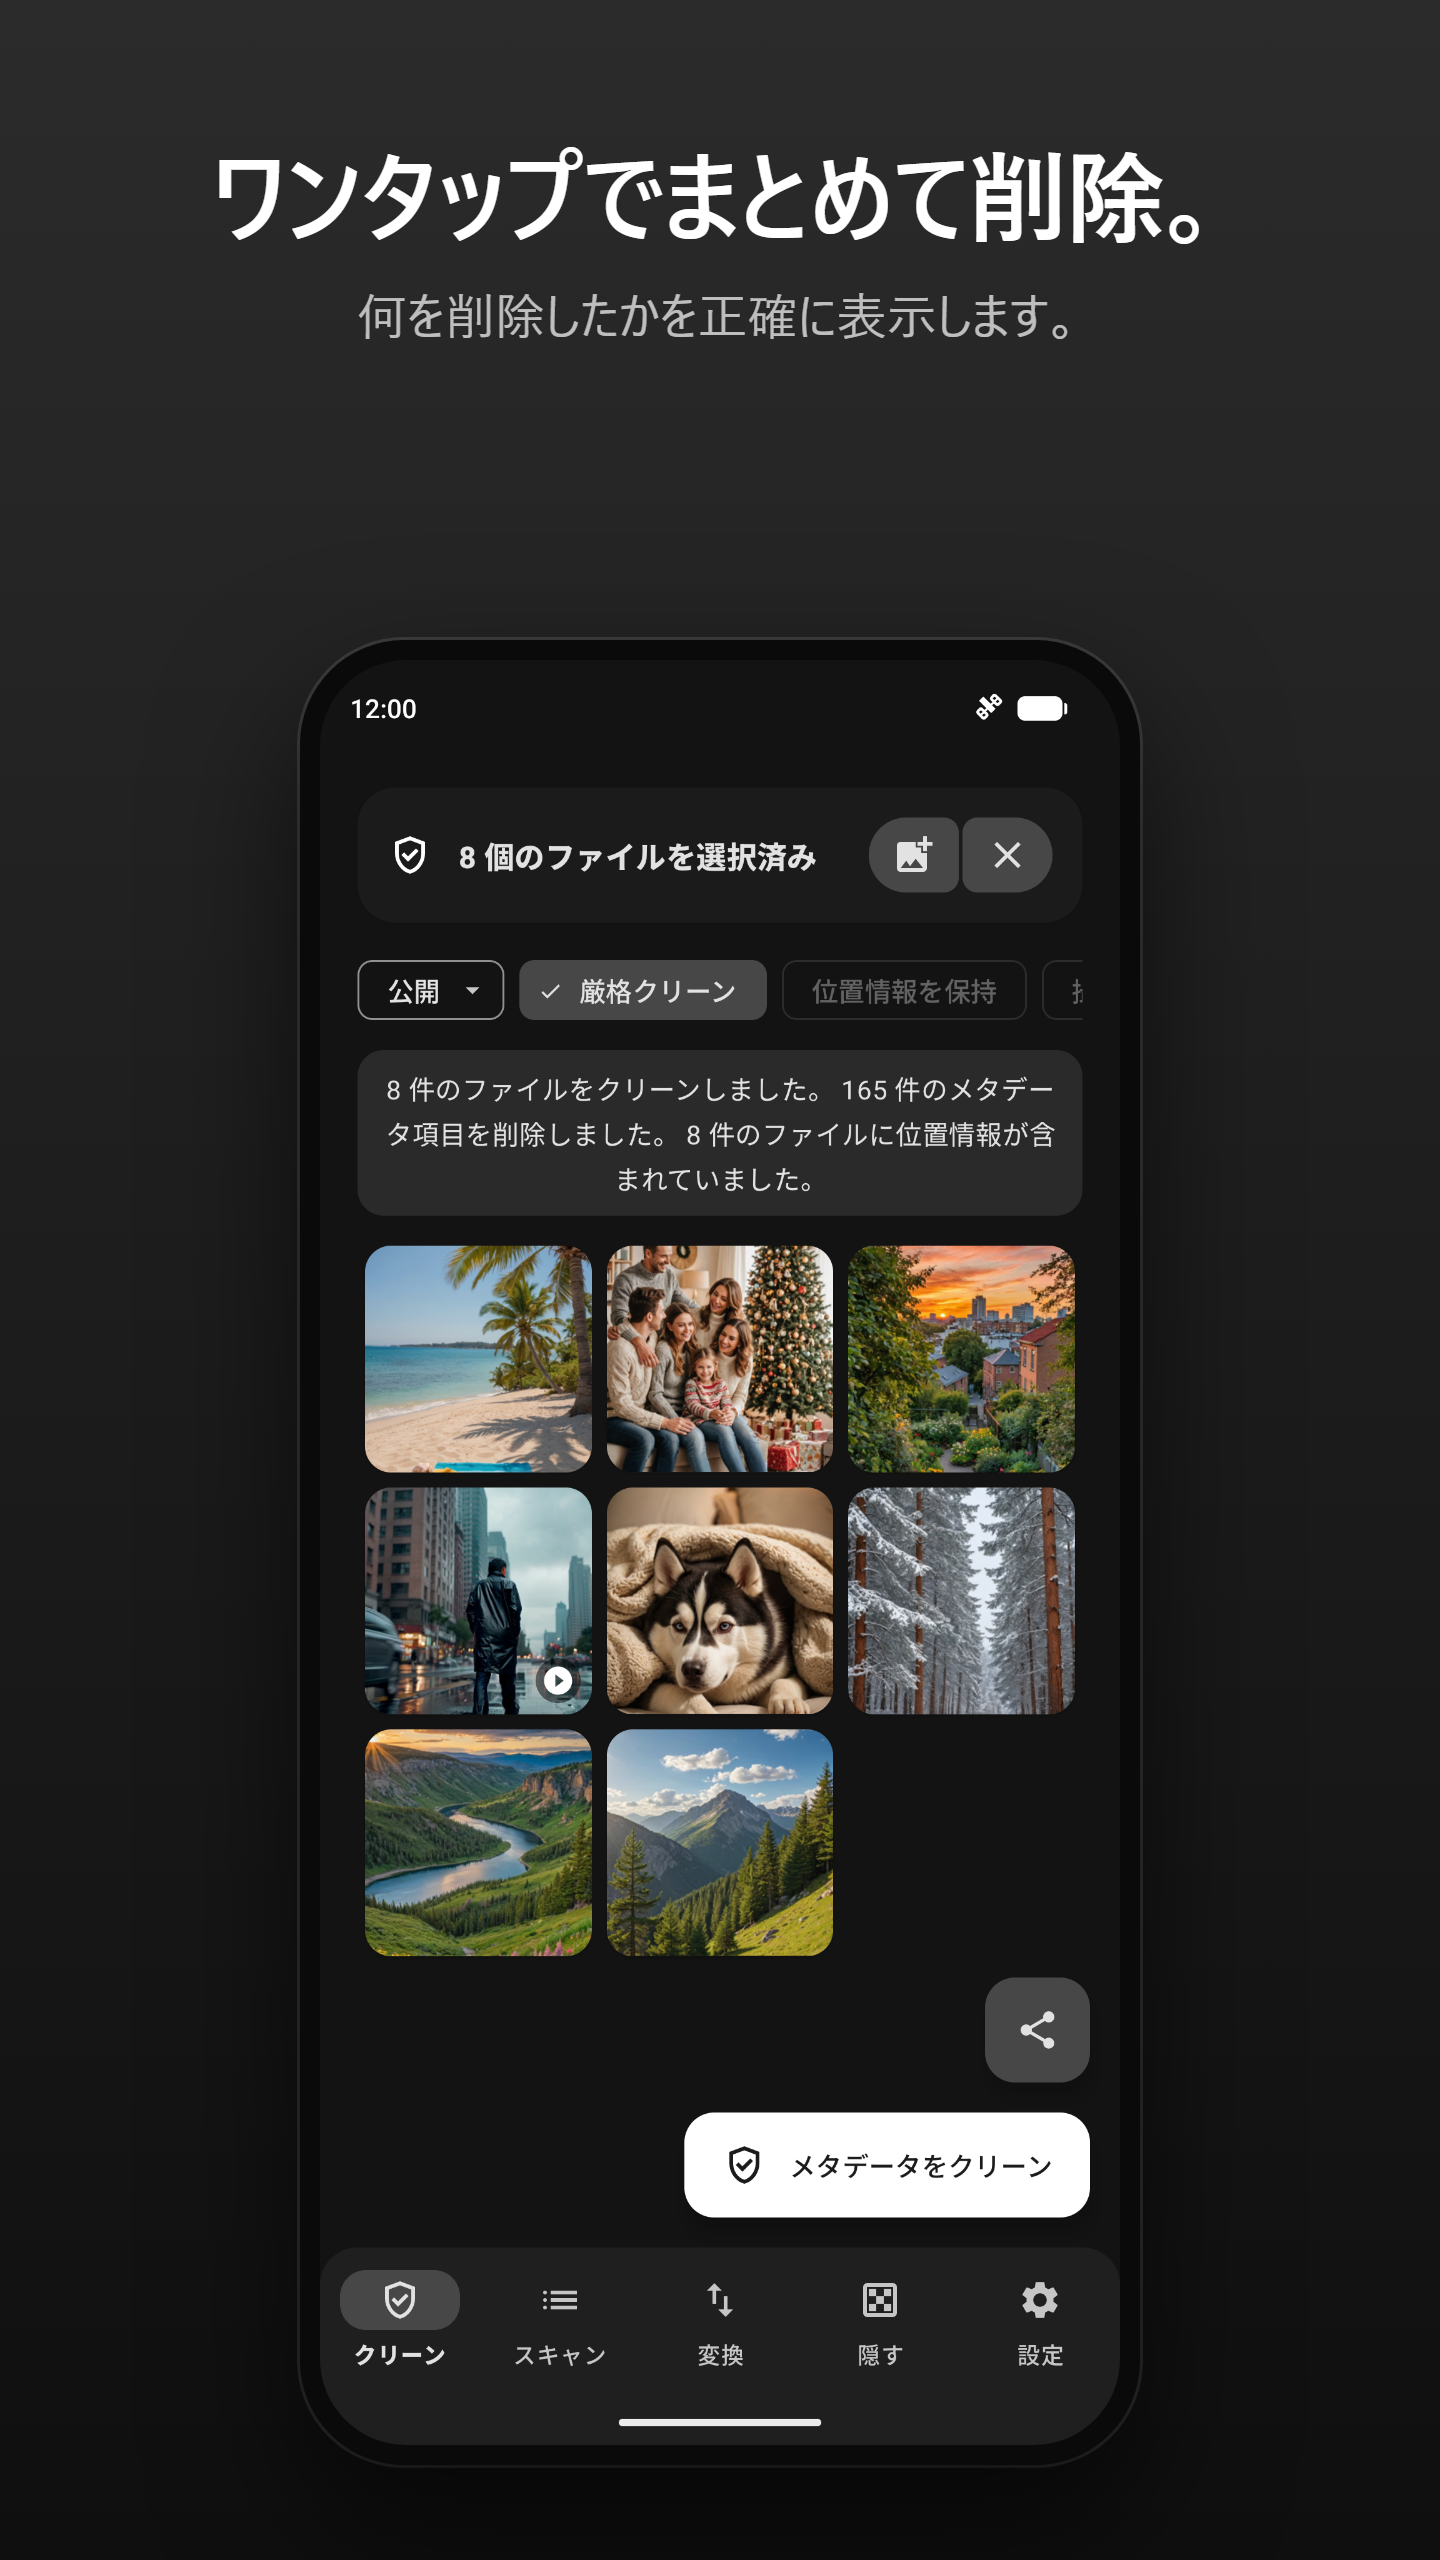 ワンタップでまとめて削除。
何を削除したかを正確に表示します。
12:00
8 個のファイルを選択済み
公開
厳格クリーン
位置情報を保持
8 件のファイルをクリーンしました。 165 件のメタデー
タ項目を削除しました。 8 件のファイルに位置情報が含
まれていました。
メタデータをクリーン
クリーン
スキャン
変換
隠す
設定